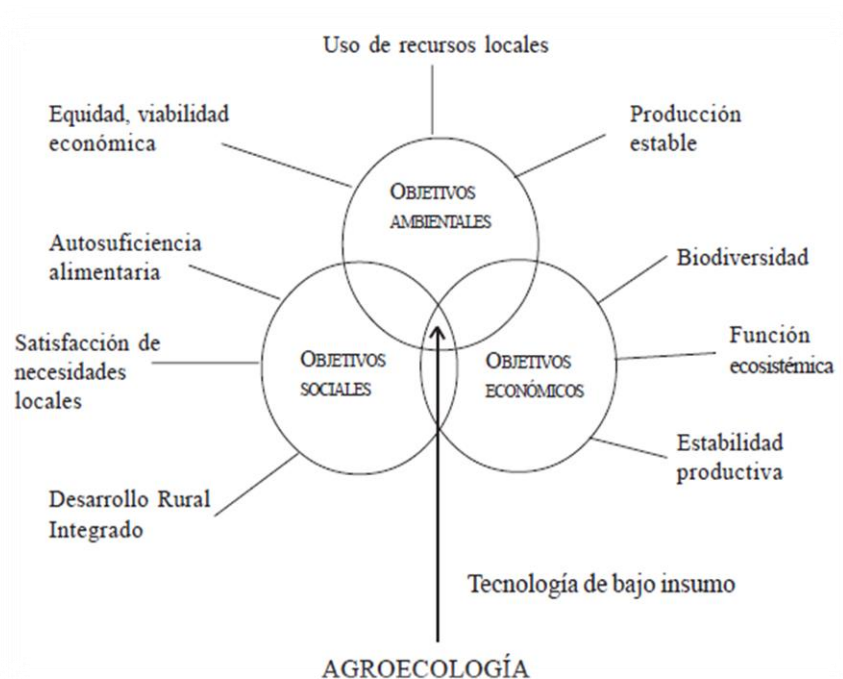 Uso de recursos locales
Equidad, viabilidad
económica
Producción
estable
OBJETIVOS
AMBIENTALES
Autosuficiencia
alimentaria
Biodiversidad
Satisfacción de
necesidades
locales
OBJETIVOS
SOCIALES
OBJETIVOS
ECONÓMICOS
Función
ecosistémica
Estabilidad
productiva
Desarrollo Rural
Integrado
Tecnología de bajo insumo
AGROECOLOGÍA